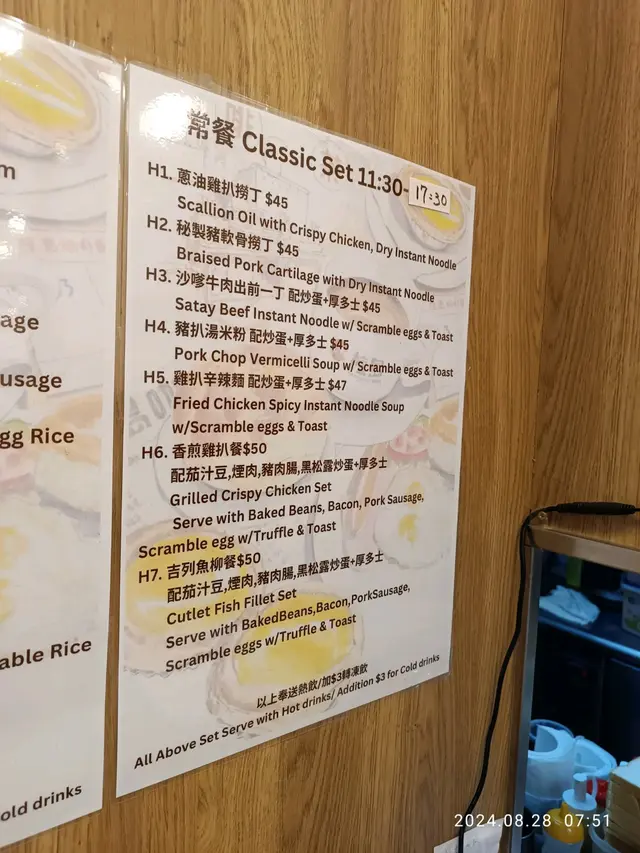 m
age
usage
gg Rice
able Rice
old drinks
常餐 Classic Set 11:30-17:30
H1. 蔥油雞扒撈丁 $45
Scallion Oil with Crispy Chicken, Dry Instant Noodle
H2. 秘製豬軟骨撈丁 $45
Braised Pork Cartilage with Dry Instant Noodle
H3. 沙嗲牛肉出前一丁 配炒蛋+厚多士 $45
Satay Beef Instant Noodle w/ Scramble eggs & Toast
H4. 豬扒湯米粉 配炒蛋+厚多士 $45
Pork Chop Vermicelli Soup w/ Scramble eggs & Toast
H5. 雞扒辛辣麵 配炒蛋+厚多士 $47
Fried Chicken Spicy Instant Noodle Soup
w/Scramble eggs & Toast
H6. 香煎雞扒餐$50
配茄汁豆,煙肉,豬肉腸,黑松露炒蛋+厚多士
Grilled Crispy Chicken Set
Serve with Baked Beans, Bacon, Pork Sausage,
Scramble egg w/Truffle & Toast
H7. 吉列魚柳餐$50
配茄汁豆,煙肉,豬肉腸,黑松露炒蛋+厚多士
Cutlet Fish Fillet Set
Serve with BakedBeans,Bacon,PorkSausage,
Scramble eggs w/Truffle & Toast
以上奉送熱飲/加$3轉凍飲
All Above Set Serve with Hot drinks/ Addition $3 for Cold drinks
2024.08.28 07:51